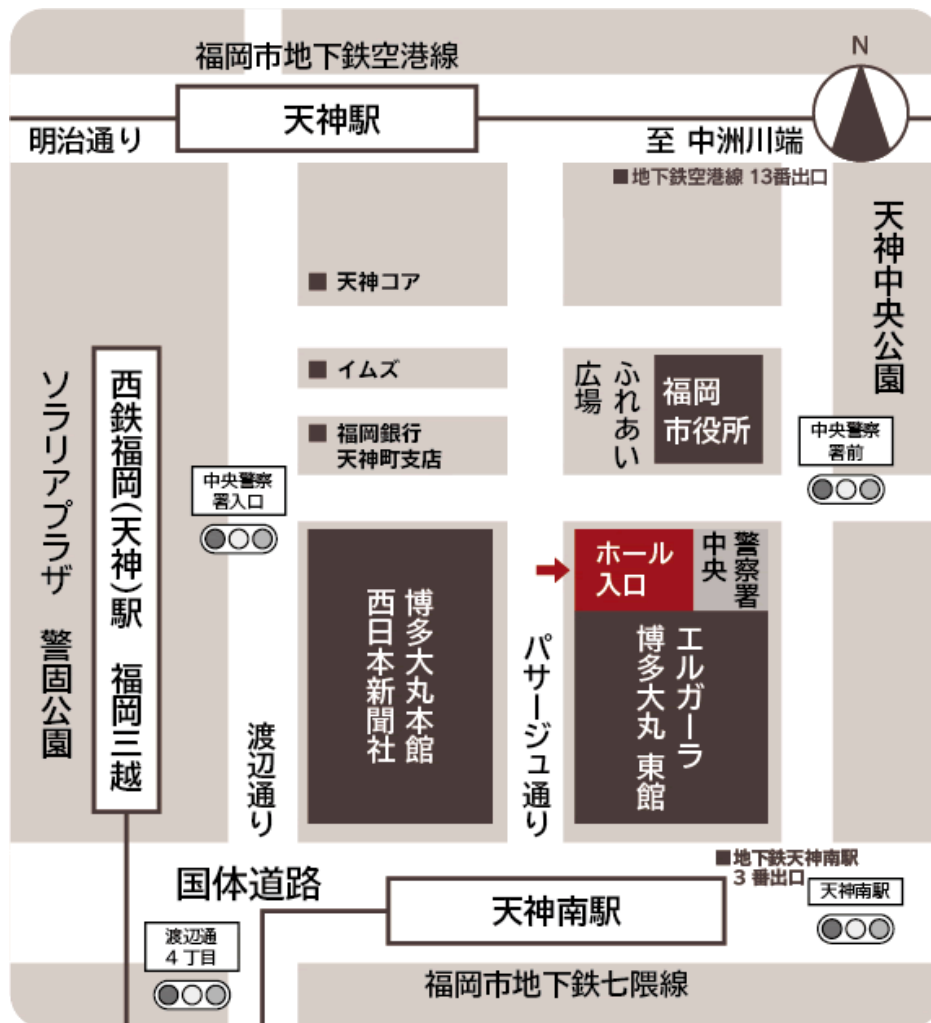 福岡市地下鉄空港線
N
天神駅
明治通り
至 中洲川端
■地下鉄空港線 13番出口
天神中央公園
■ 天神コア
■ イムズ
■ 福岡銀行
天神町支店
ふれあい
広場
福岡
市役所
中央警察
署前
ソラリアプラザ 警固公園
西鉄福岡(天神)駅 福岡三越
中央警察
署入口
ホール
入口
警察署
中央
博多大丸本館
西日本新聞社
エルガーラ
博多大丸 東館
パサージュ通り
渡辺通り
■地下鉄天神南駅
3 番出口
国体道路
天神南駅
天神南駅
渡辺通
4 丁目
福岡市地下鉄七隈線